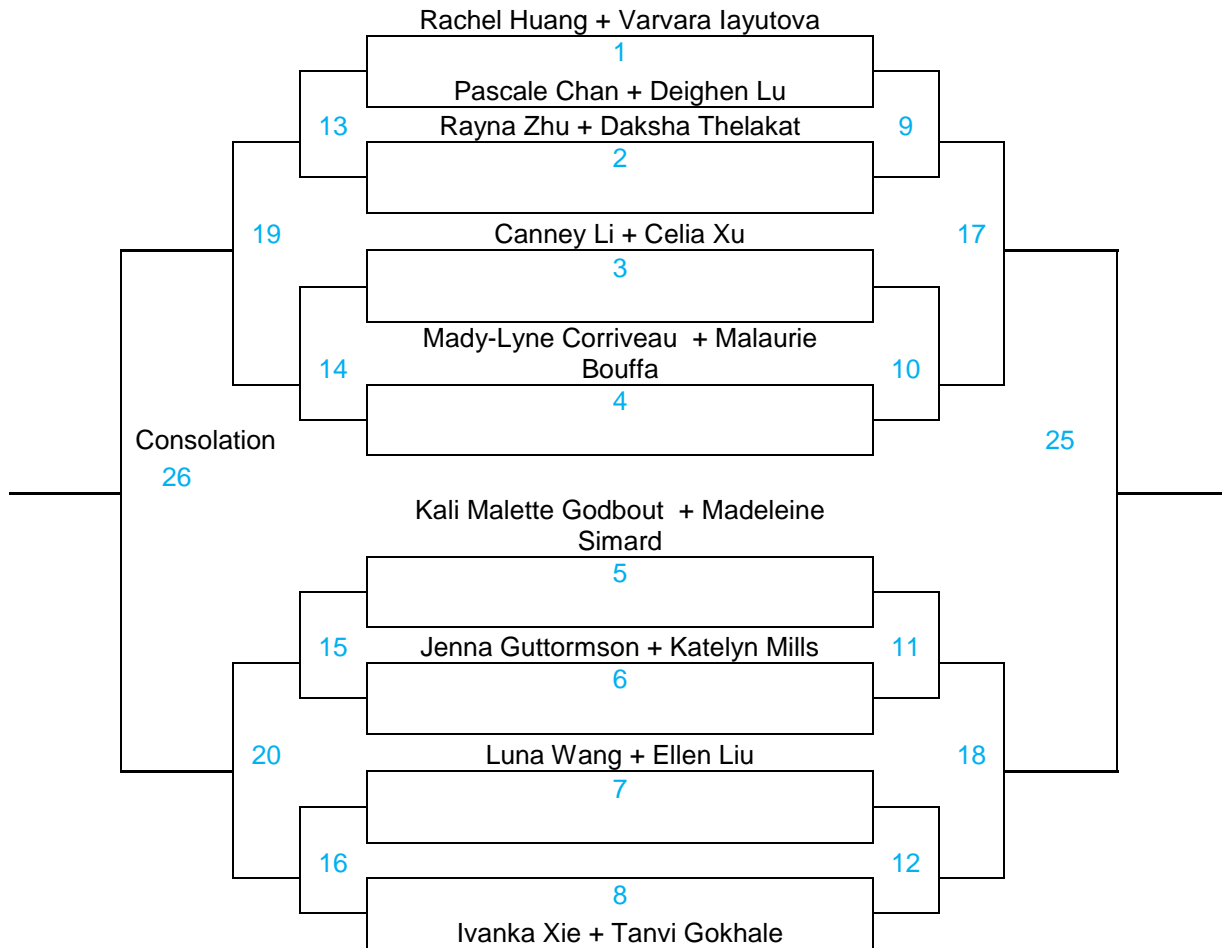 Rachel Huang + Varvara Iayutova
1
Pascale Chan + Deighen Lu
13
Rayna Zhu + Daksha Thelakat
9
2
19
Canney Li + Celia Xu
17
3
Mady-Lyne Corriveau + Malaurie
Bouffa
14
10
4
Consolation
25
26
Kali Malette Godbout + Madeleine
Simard
5
15
Jenna Guttormson + Katelyn Mills
11
6
20
Luna Wang + Ellen Liu
18
7
16
12
8
Ivanka Xie + Tanvi Gokhale